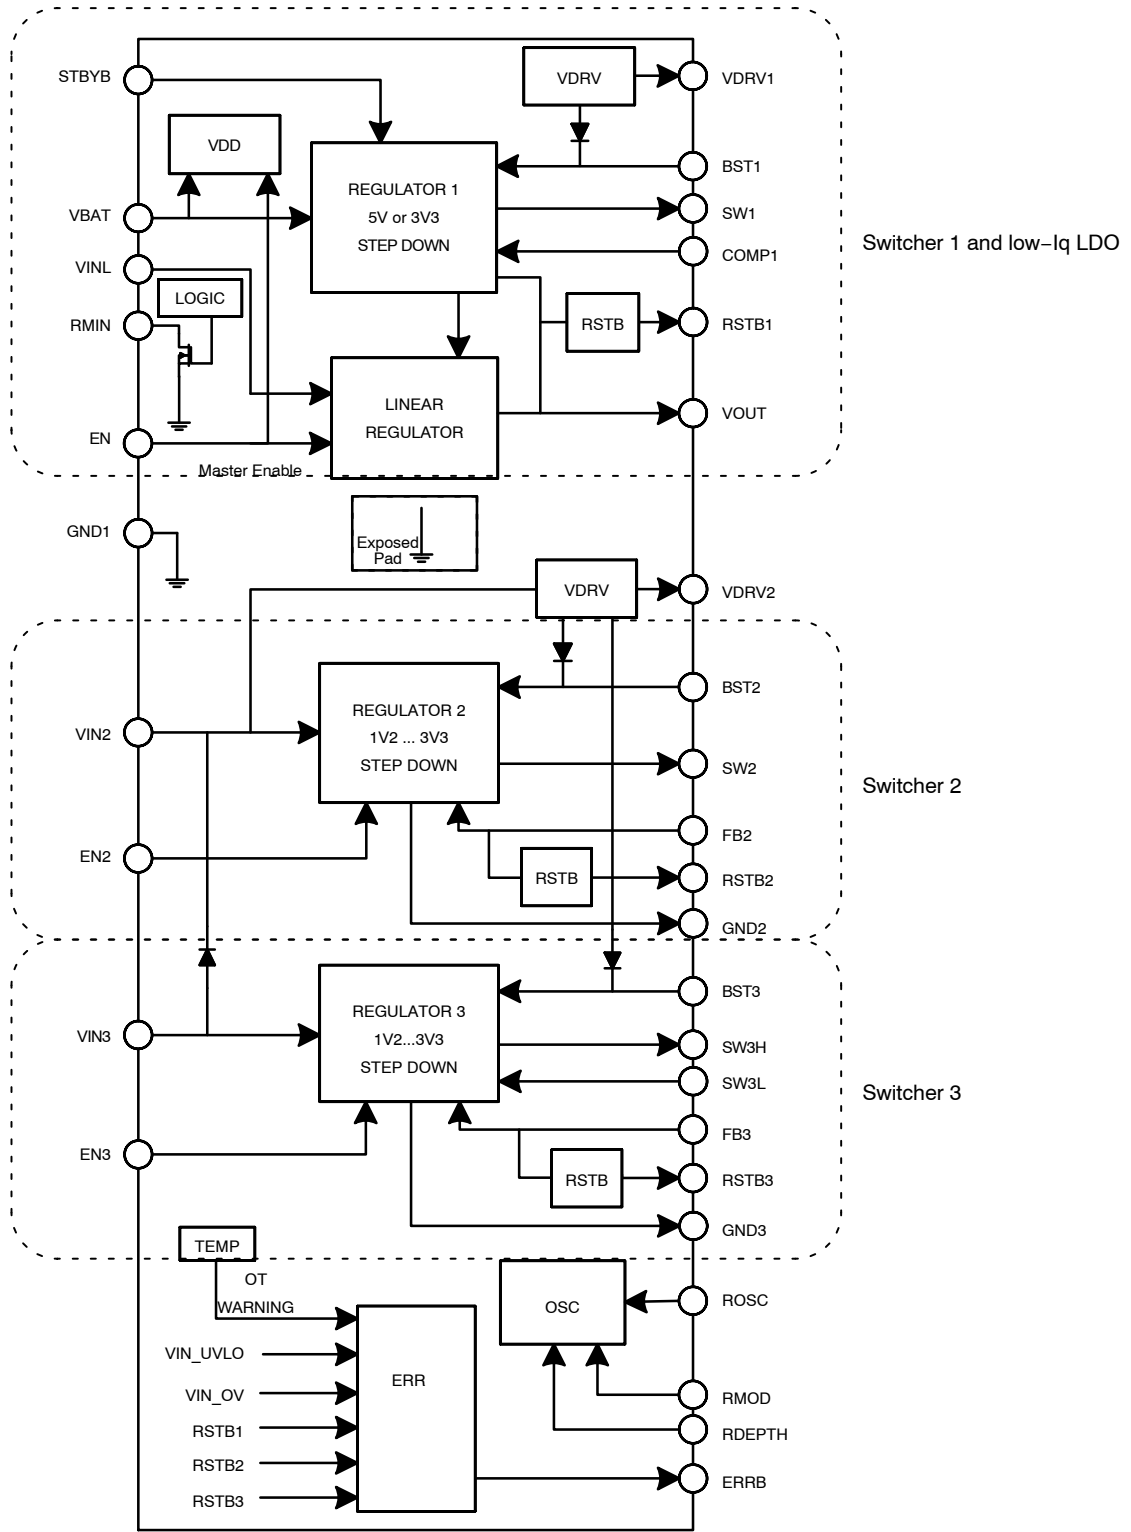 STBYB
VDRV
VDRV1
VDD
BST1
REGULATOR 1
5V or 3V3
STEP DOWN
VBAT
SW1
COMP1
Switcher 1 and low−Iq LDO
VINL
LOGIC
RMIN
RSTB
RSTB1
LINEAR
REGULATOR
VOUT
EN
Master Enable
GND1
Exposed
Pad
VDRV
VDRV2
REGULATOR 2
1V2 ... 3V3
STEP DOWN
BST2
VIN2
SW2
Switcher 2
FB2
EN2
RSTB
RSTB2
GND2
BST3
REGULATOR 3
1V2...3V3
STEP DOWN
VIN3
SW3H
SW3L
Switcher 3
FB3
EN3
RSTB
RSTB3
GND3
TEMP
OT
WARNING
OSC
ROSC
VIN_UVLO
VIN_OV
RSTB1
RSTB2
RSTB3
ERR
RMOD
RDEPTH
ERRB